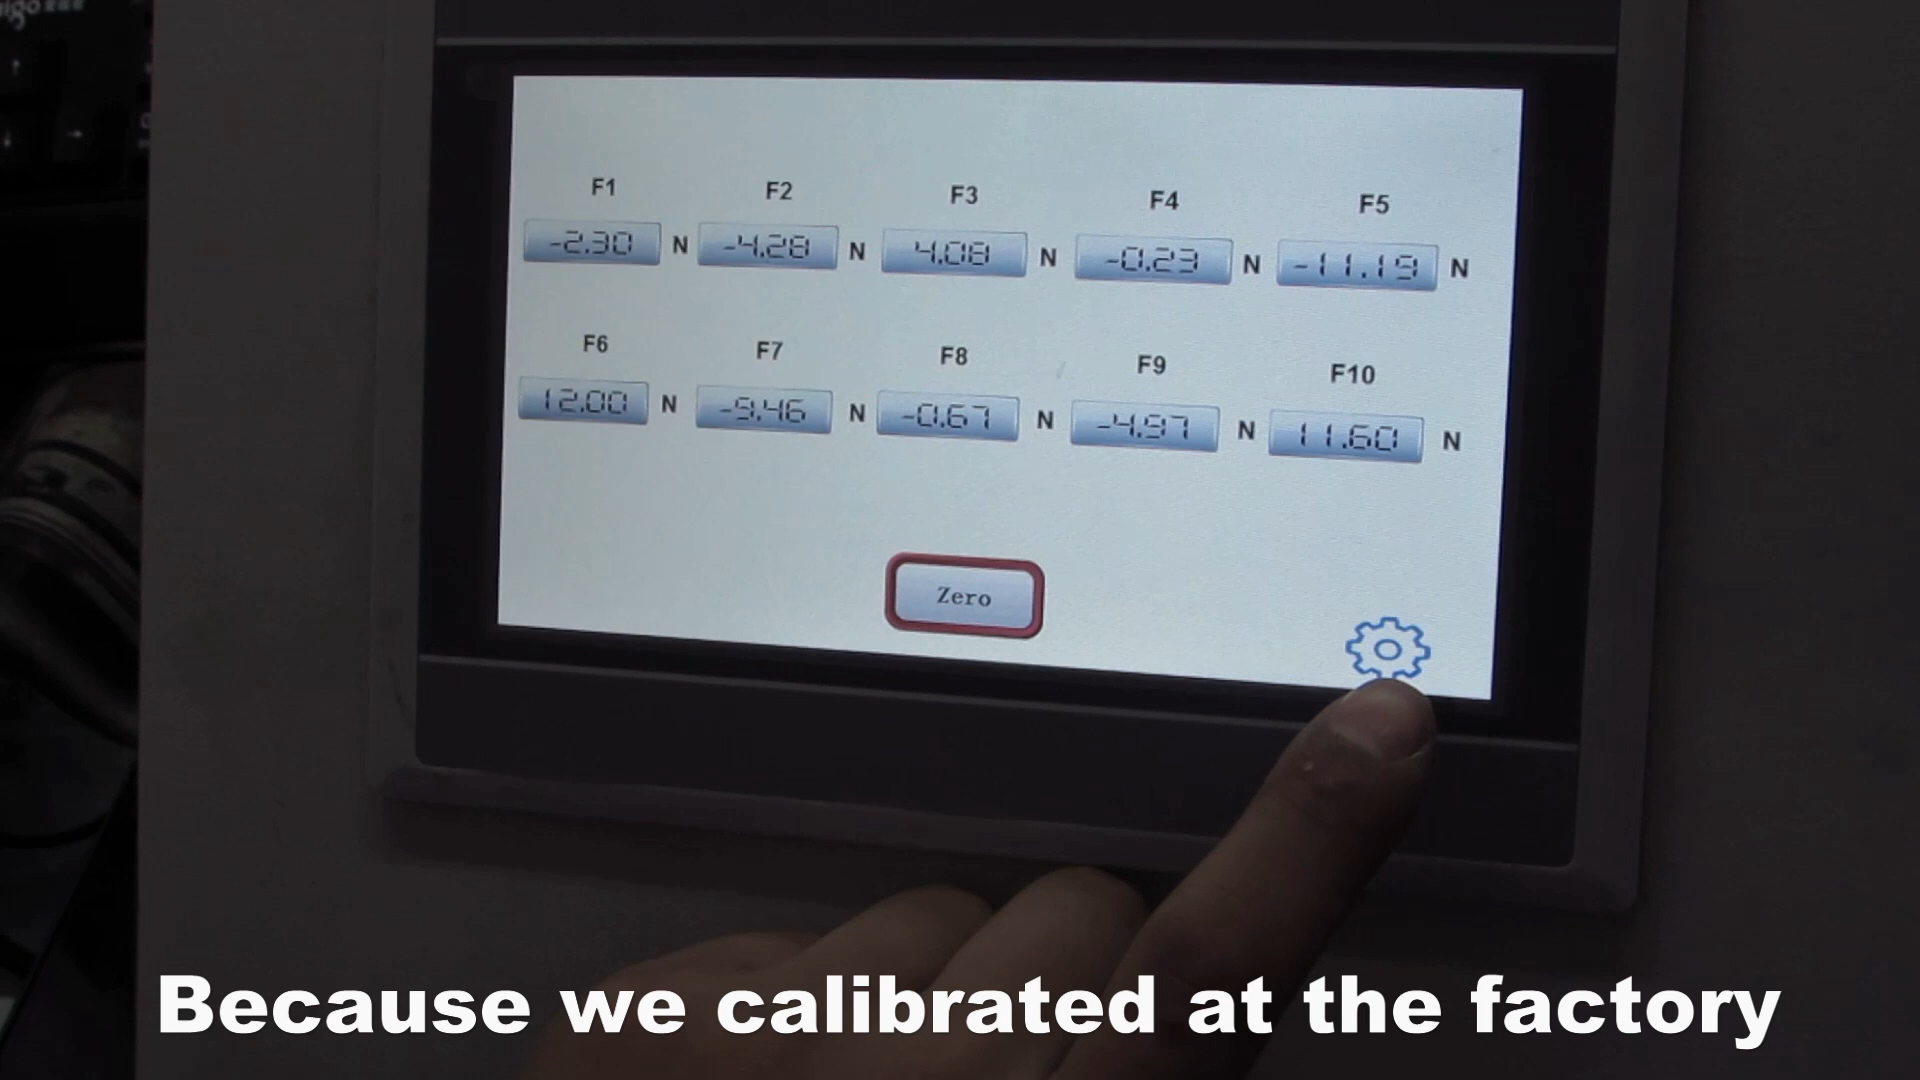 F1 F2 F3 F4 F5
-2.30 N -4.28 N 4.08 N -0.23 N -11.19 N
F6 F7 F8 F9 F10
12.00 N -9.46 N -0.67 N -4.97 N 11.60 N
Zero
Because we calibrated at the factory